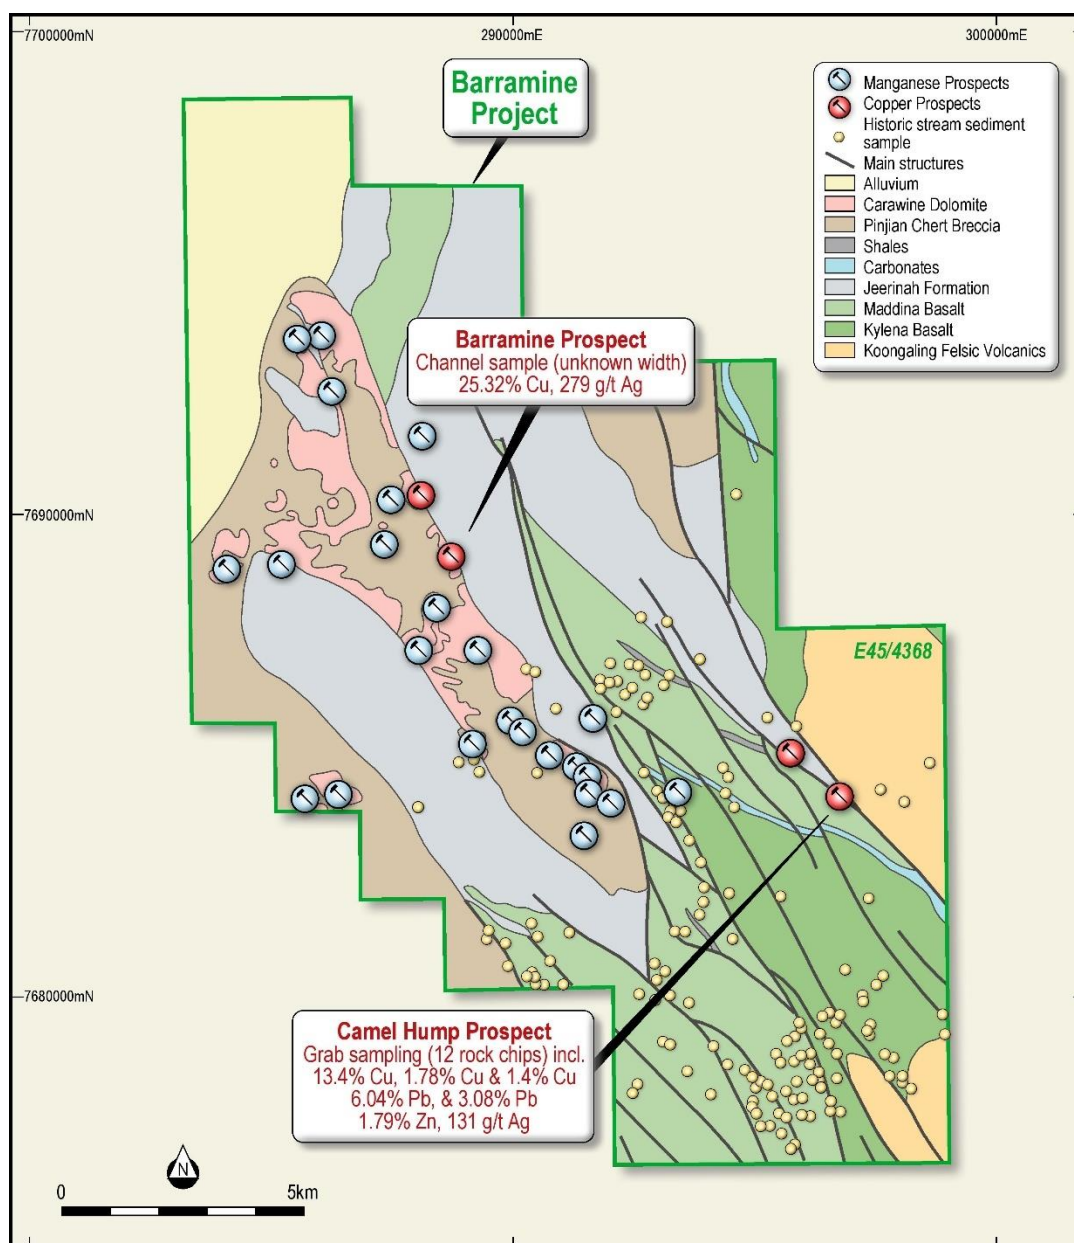 7700000mN
290000mE
300000mE
Barramine
Project
Manganese Prospects
Copper Prospects
Historic stream sediment
sample
Main structures
Alluvium
Carawine Dolomite
Pinjian Chert Breccia
Shales
Carbonates
Jeerinah Formation
Maddina Basalt
Kylena Basalt
Koongaling Felsic Volcanics
Barramine Prospect
Channel sample (unknown width)
25.32% Cu, 279 g/t Ag
7690000mN
E45/4368
7680000mN
Camel Hump Prospect
Grab sampling (12 rock chips) incl.
13.4% Cu, 1.78% Cu & 1.4% Cu
6.04% Pb, & 3.08% Pb
1.79% Zn, 131 g/t Ag
N
0
5km